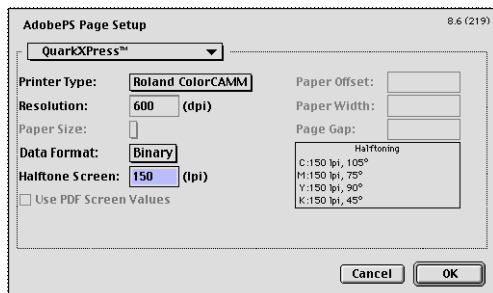 AdobePS Page Setup
8.6 (219)
QuarkXPress™
Printer Type:
Roland ColorCAMM
Paper Offset:
Resolution:
600
(dpi)
Paper Width:
Paper Size:
Page Gap:
Data Format:
Binary
Halftoning
C:150 lpi, 105°
M:150 lpi, 75°
Y:150 lpi, 90°
K:150 lpi, 45°
Halftone Screen:
150
(lpi)
Use PDF Screen Values
Cancel
OK